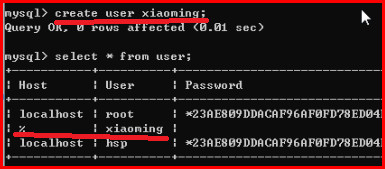 mysql> create user xiaoming;
Query OK, 0 rows affected (0.01 sec)
mysql> select * from user;
+-----------+----------+--------------------
| Host | User | Password
+-----------+----------+--------------------
| localhost | root | *23AE809DDACAF96AF0FD78ED04
| % | xiaoming |
| localhost | hsp | *23AE809DDACAF96AF0FD78ED04
+-----------+----------+--------------------